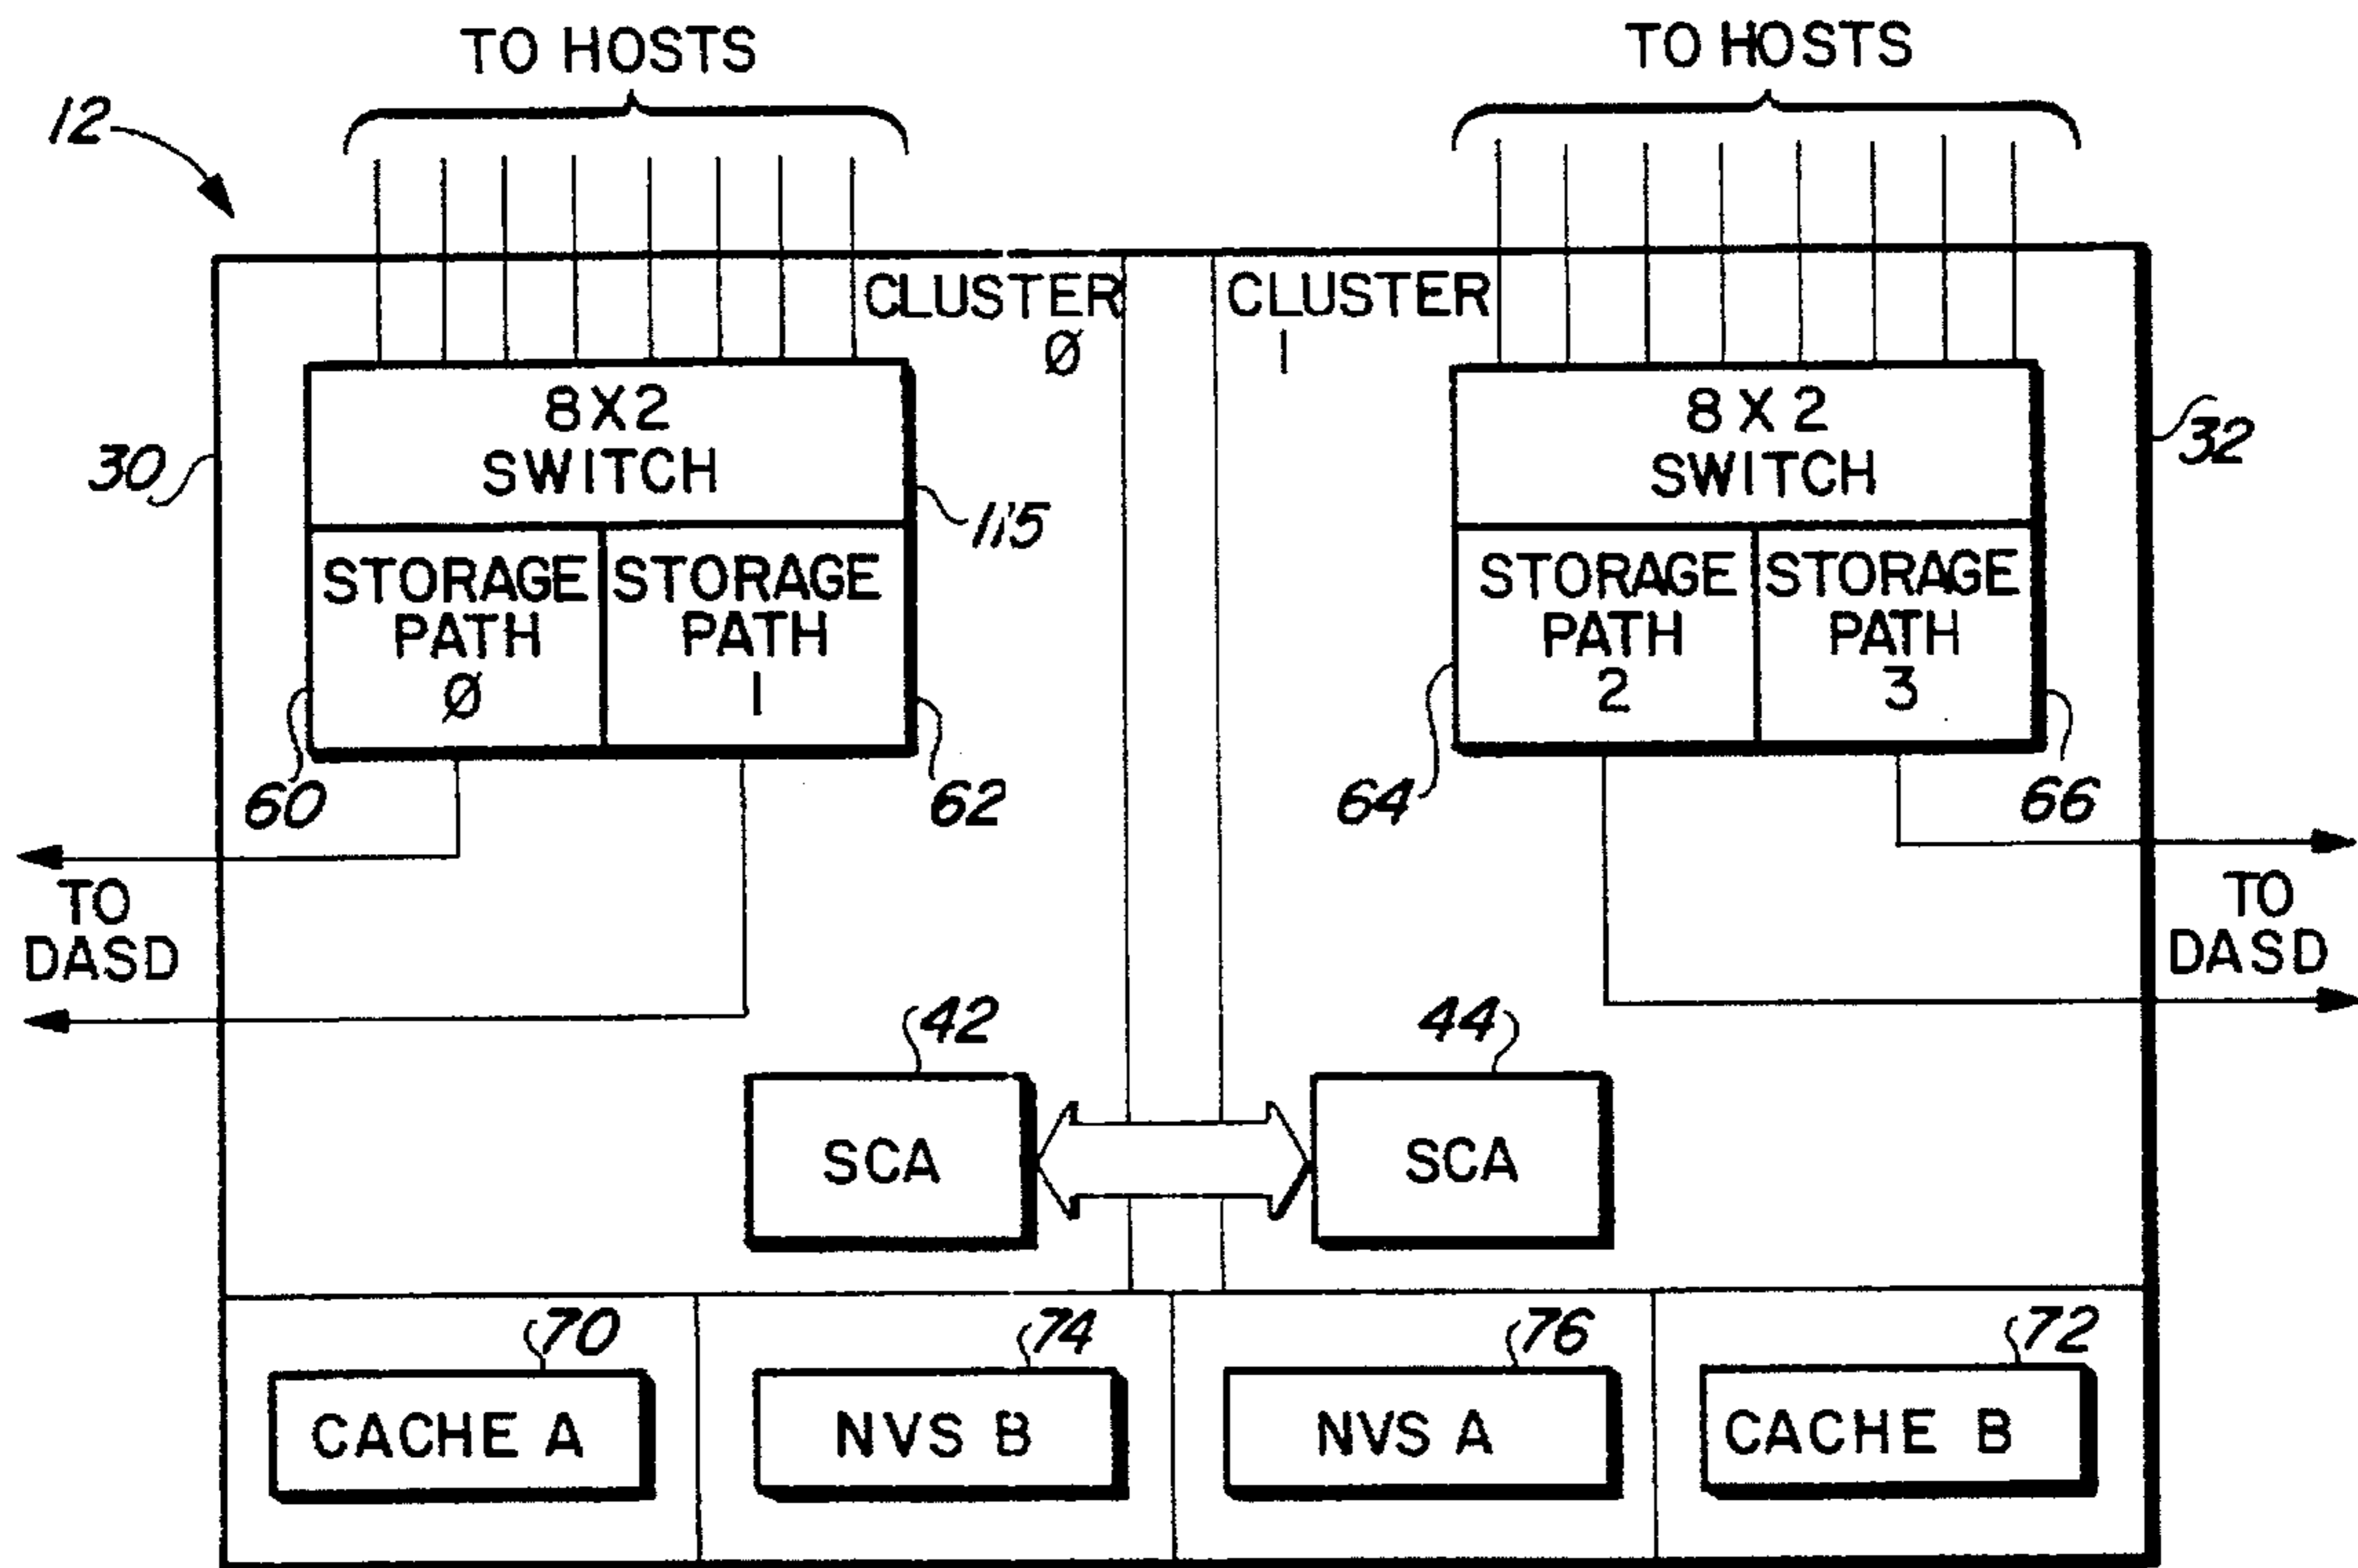 TO HOSTS
TO HOSTS
12
CLUSTER
Ø
CLUSTER
1
8X2
SWITCH
8X2
SWITCH
30
32
115
STORAGE
PATH
Ø
STORAGE
PATH
1
STORAGE
PATH
2
STORAGE
PATH
3
60
62
64
66
TO
DASD
TO
DASD
42
44
SCA
SCA
70
74
76
72
CACHE A
NVS B
NVS A
CACHE B